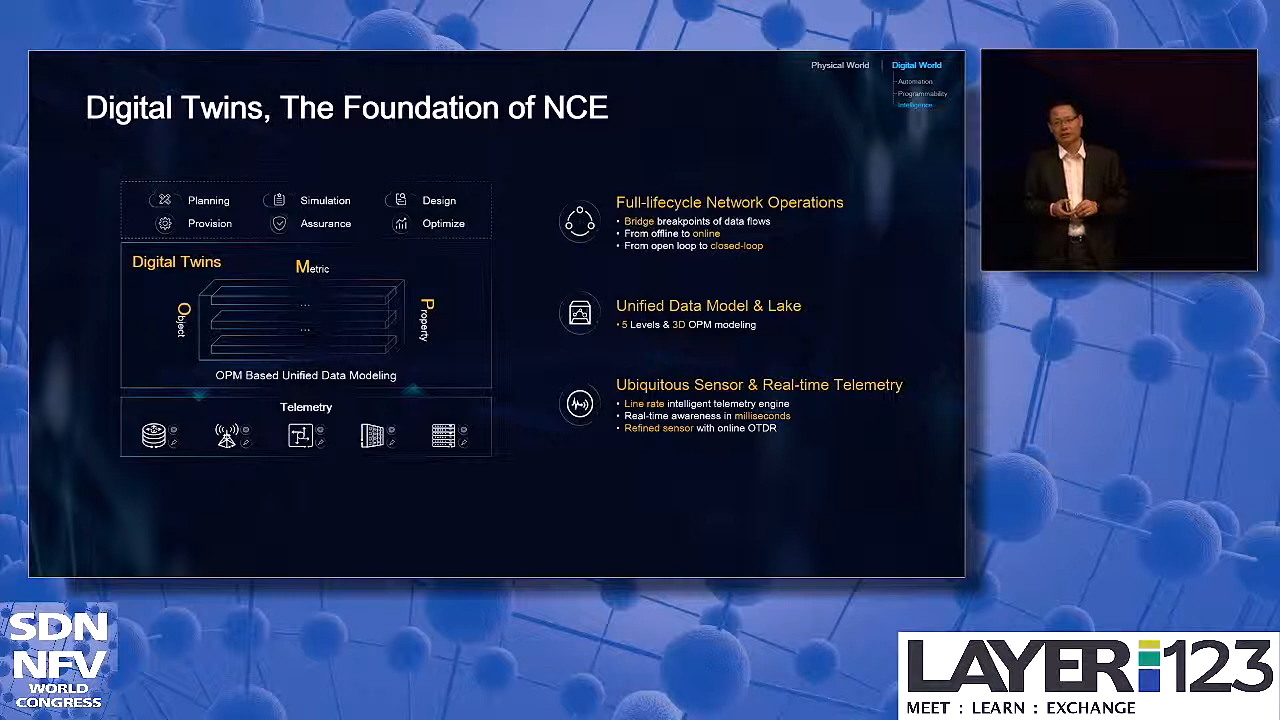 Physical World | Digital World
Automation
Programmability
Intelligence
Digital Twins, The Foundation of NCE
Planning
Simulation
Design
Provision
Assurance
Optimize
Digital Twins
Metric
Object
Property
...
...
OPM Based Unified Data Modeling
Telemetry
Full-lifecycle Network Operations
• Bridge breakpoints of data flows
• From offline to online
• From open loop to closed-loop
Unified Data Model & Lake
• 5 Levels & 3D OPM modeling
Ubiquitous Sensor & Real-time Telemetry
• Line rate intelligent telemetry engine
• Real-time awareness in milliseconds
• Refined sensor with online OTDR
SDN
NFV
WORLD
CONGRESS
LAYER 123
MEET : LEARN : EXCHANGE